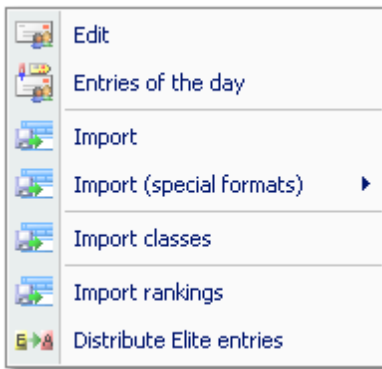 Edit
Entries of the day
Import
Import (special formats)
Import classes
Import rankings
Distribute Elite entries